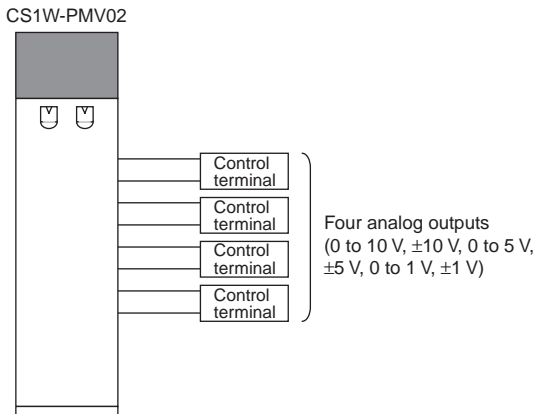 CS1W-PMV02
Control
terminal
Control
terminal
Control
terminal
Control
terminal
Four analog outputs
(0 to 10 V, ±10 V, 0 to 5 V,
±5 V, 0 to 1 V, ±1 V)